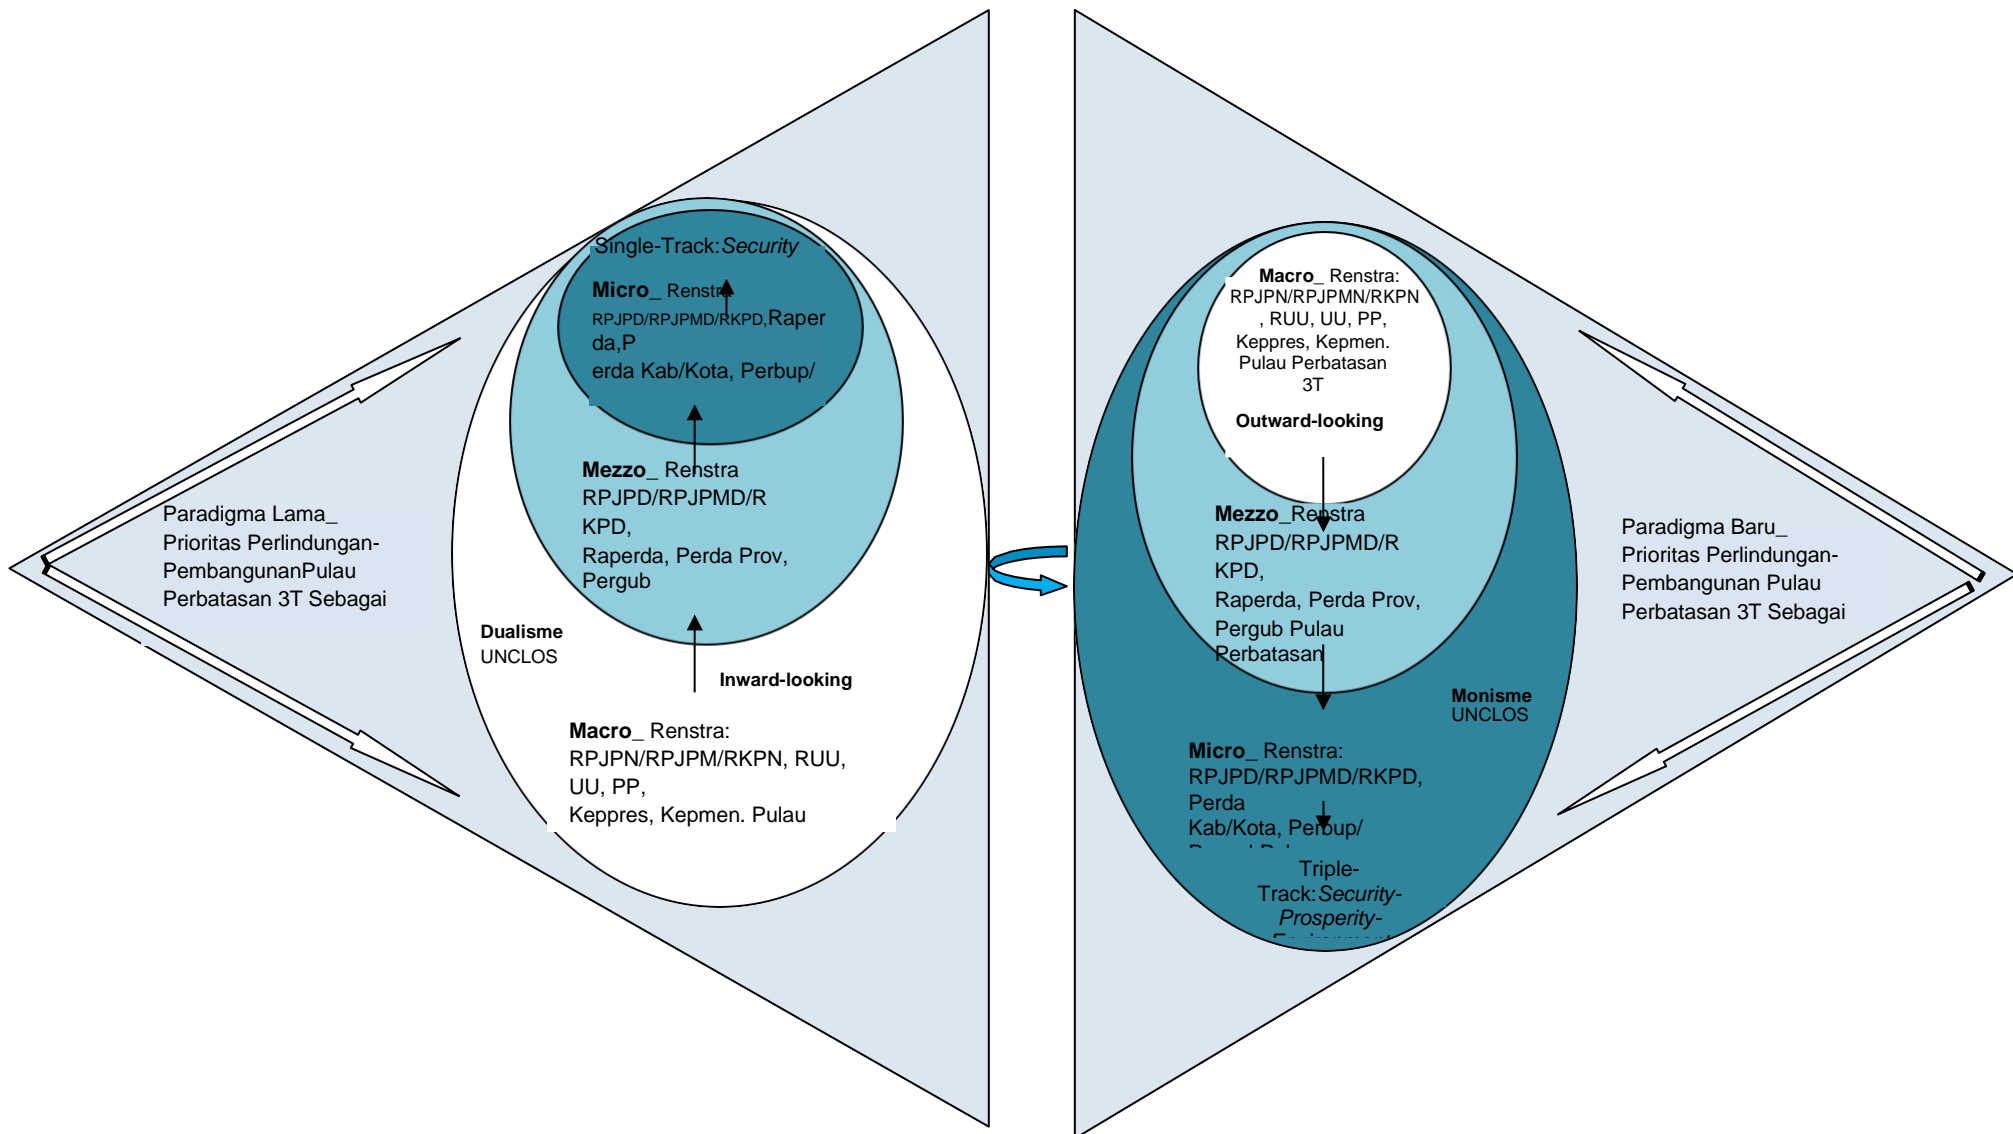 Paradigma Lama_
Prioritas Perlindungan-
PembangunanPulau
Perbatasan 3T Sebagai
Single-Track:Security
Micro_ Renstra
RPJPD/RPJPMD/RKPD,Raper
da,P
erda Kab/Kota, Perbup/
Mezzo_ Renstra
RPJPD/RPJPMD/R
KPD,
Raperda, Perda Prov,
Pergub
Dualisme
UNCLOS
Inward-looking
Macro_ Renstra:
RPJPN/RPJPM/RKPN, RUU,
UU, PP,
Keppres, Kepmen. Pulau
Macro_ Renstra:
RPJPN/RPJPMN/RKPN
, RUU, UU, PP,
Keppres, Kepmen.
Pulau Perbatasan
3T
Outward-looking
Mezzo_Renstra
RPJPD/RPJPMD/R
KPD,
Raperda, Perda Prov,
Pergub Pulau
Perbatasan
Monisme
UNCLOS
Micro_ Renstra:
RPJPD/RPJPMD/RKPD,
Perda
Kab/Kota, Perbup/
Triple-
Track:Security-
Prosperity-
Environment
Paradigma Baru_
Prioritas Perlindungan-
Pembangunan Pulau
Perbatasan 3T Sebagai